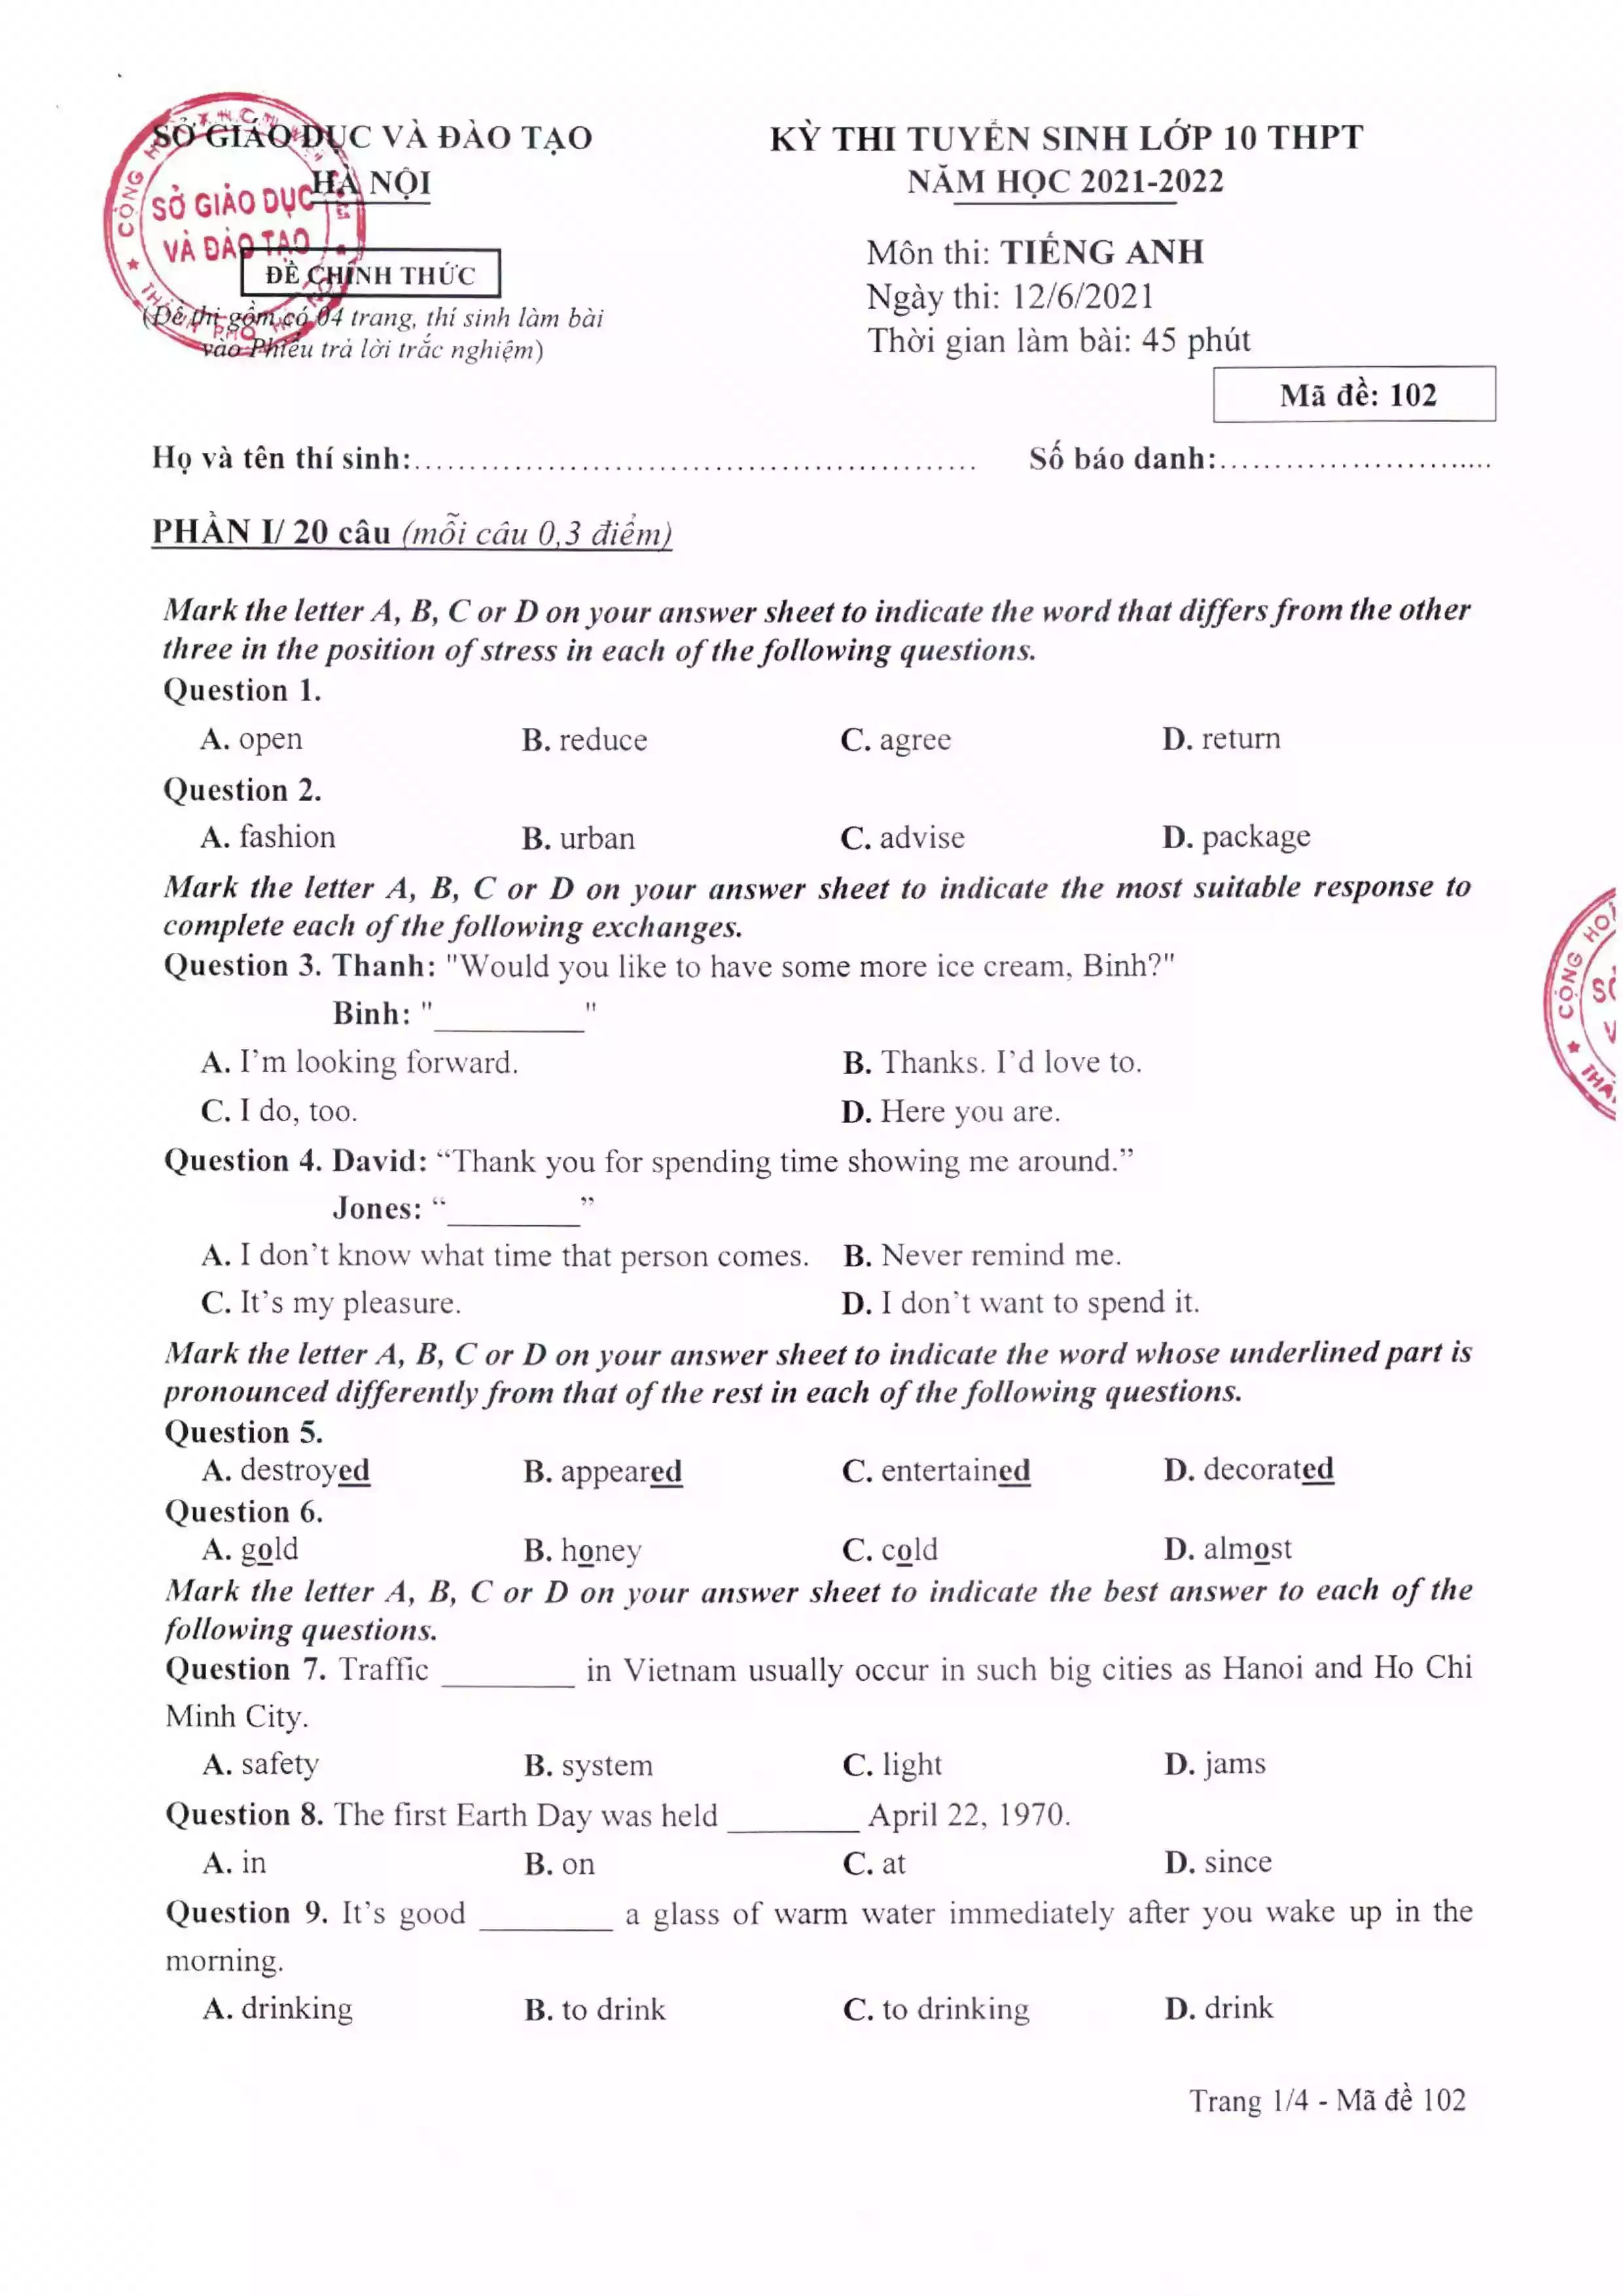 SỞ GIÁO DỤC VÀ ĐÀO TẠO
HÀ NỘI
SỞ GIÁO DỤC
VÀ ĐÀO TẠO
ĐỀ CHÍNH THỨC
(Đề thi gồm có 04 trang, thí sinh làm bài
vào Phiếu trả lời trắc nghiệm)
KỲ THI TUYỂN SINH LỚP 10 THPT
NĂM HỌC 2021-2022
Môn thi: TIẾNG ANH
Ngày thi: 12/6/2021
Thời gian làm bài: 45 phút
Mã đề: 102
Họ và tên thí sinh:.................................................... Số báo danh:.........................
PHẦN I/ 20 câu (mỗi câu 0,3 điểm)
Mark the letter A, B, C or D on your answer sheet to indicate the word that differs from the other
three in the position of stress in each of the following questions.
Question 1.
A. open B. reduce C. agree D. return
Question 2.
A. fashion B. urban C. advise D. package
Mark the letter A, B, C or D on your answer sheet to indicate the most suitable response to
complete each of the following exchanges.
Question 3. Thanh: "Would you like to have some more ice cream, Binh?"
Binh: "_________"
A. I'm looking forward. B. Thanks. I'd love to.
C. I do, too. D. Here you are.
Question 4. David: “Thank you for spending time showing me around.”
Jones: “________”
A. I don't know what time that person comes. B. Never remind me.
C. It's my pleasure. D. I don't want to spend it.
Mark the letter A, B, C or D on your answer sheet to indicate the word whose underlined part is
pronounced differently from that of the rest in each of the following questions.
Question 5.
A. destroyed B. appeared C. entertained D. decorated
Question 6.
A. gold B. honey C. cold D. almost
Mark the letter A, B, C or D on your answer sheet to indicate the best answer to each of the
following questions.
Question 7. Traffic ________ in Vietnam usually occur in such big cities as Hanoi and Ho Chi
Minh City.
A. safety B. system C. light D. jams
Question 8. The first Earth Day was held ________ April 22, 1970.
A. in B. on C. at D. since
Question 9. It's good ________ a glass of warm water immediately after you wake up in the
morning.
A. drinking B. to drink C. to drinking D. drink
Trang 1/4 - Mã đề 102